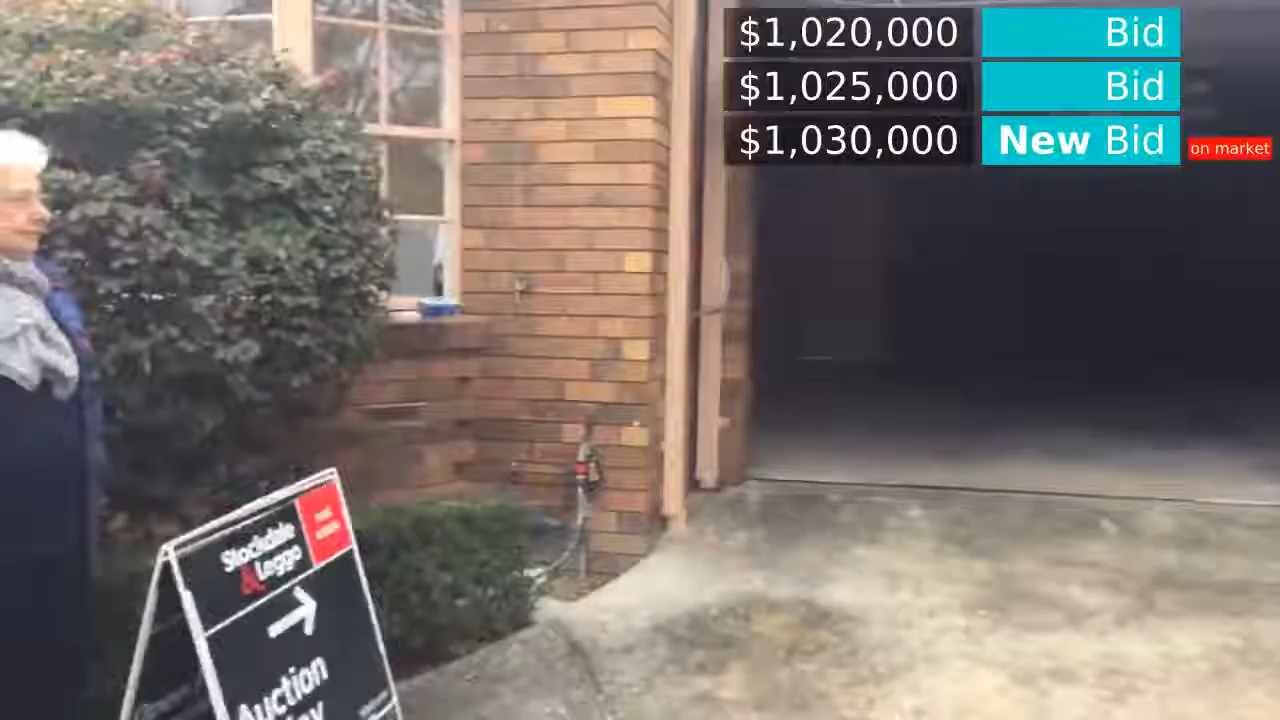 $1,020,000 Bid
$1,025,000 Bid
$1,030,000 New Bid on market
Stockdale
& Leggo
Auction